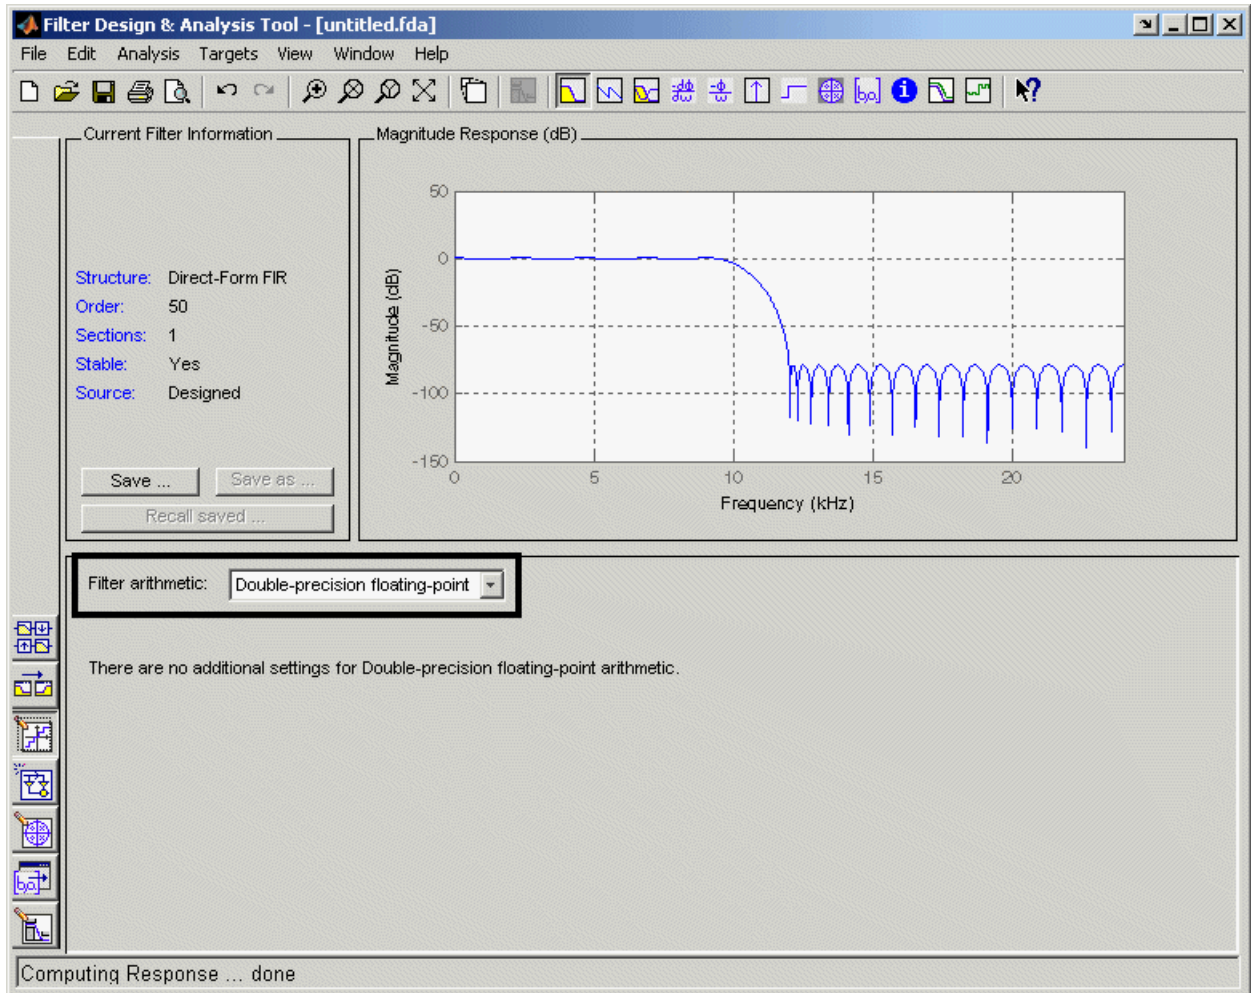 Filter Design & Analysis Tool - [untitled.fda]
File Edit Analysis Targets View Window Help
Current Filter Information
Structure: Direct-Form FIR
Order: 50
Sections: 1
Stable: Yes
Source: Designed
Save ... Save as ...
Recall saved ...
Magnitude Response (dB)
50
0
-50
-100
-150
Magnitude (dB)
0 5 10 15 20
Frequency (kHz)
Filter arithmetic: Double-precision floating-point
There are no additional settings for Double-precision floating-point arithmetic.
Computing Response ... done